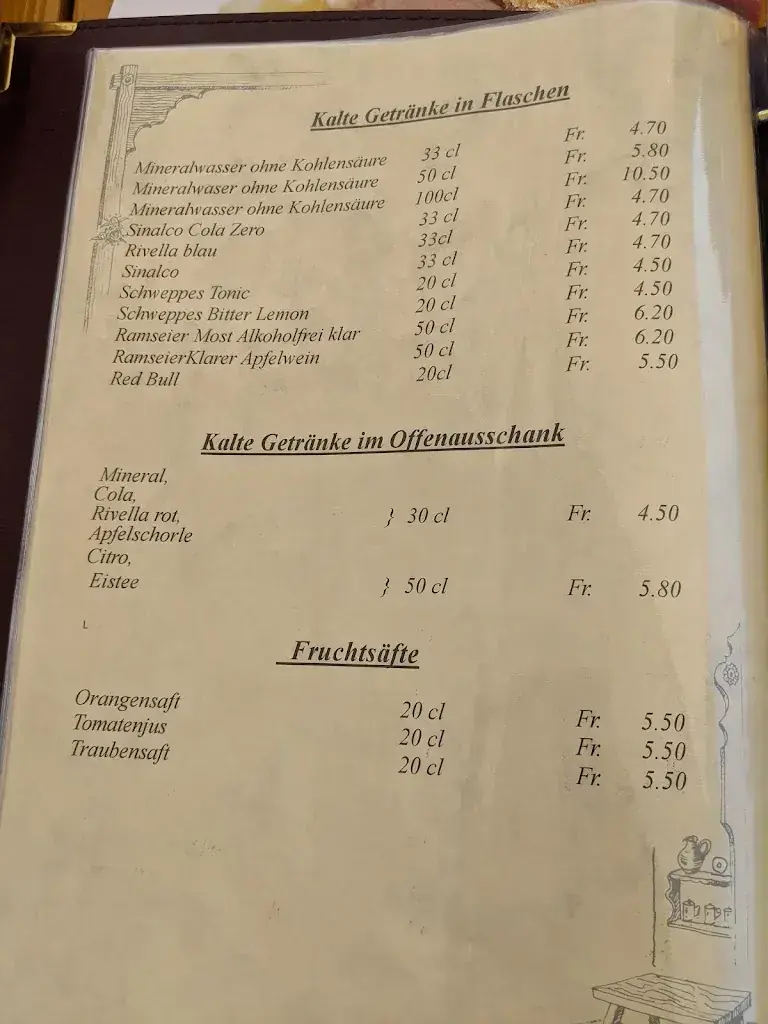 Kalte Getränke in Flaschen
Mineralwasser ohne Kohlensäure 33 cl Fr. 4.70
Mineralwaser ohne Kohlensäure 50 cl Fr. 5.80
Mineralwasser ohne Kohlensäure 100cl Fr. 10.50
Sinalco Cola Zero 33 cl Fr. 4.70
Rivella blau 33cl Fr. 4.70
Sinalco 33 cl Fr. 4.70
Schweppes Tonic 20 cl Fr. 4.50
Schweppes Bitter Lemon 20 cl Fr. 4.50
Ramseier Most Alkoholfrei klar 50 cl Fr. 6.20
RamseierKlarer Apfelwein 50 cl Fr. 6.20
Red Bull 20cl Fr. 5.50
Kalte Getränke im Offenausschank
Mineral,
Cola,
Rivella rot, } 30 cl Fr. 4.50
Apfelschorle
Citro,
Eistee } 50 cl Fr. 5.80
L
Fruchtsäfte
Orangensaft 20 cl Fr. 5.50
Tomatenjus 20 cl Fr. 5.50
Traubensaft 20 cl Fr. 5.50